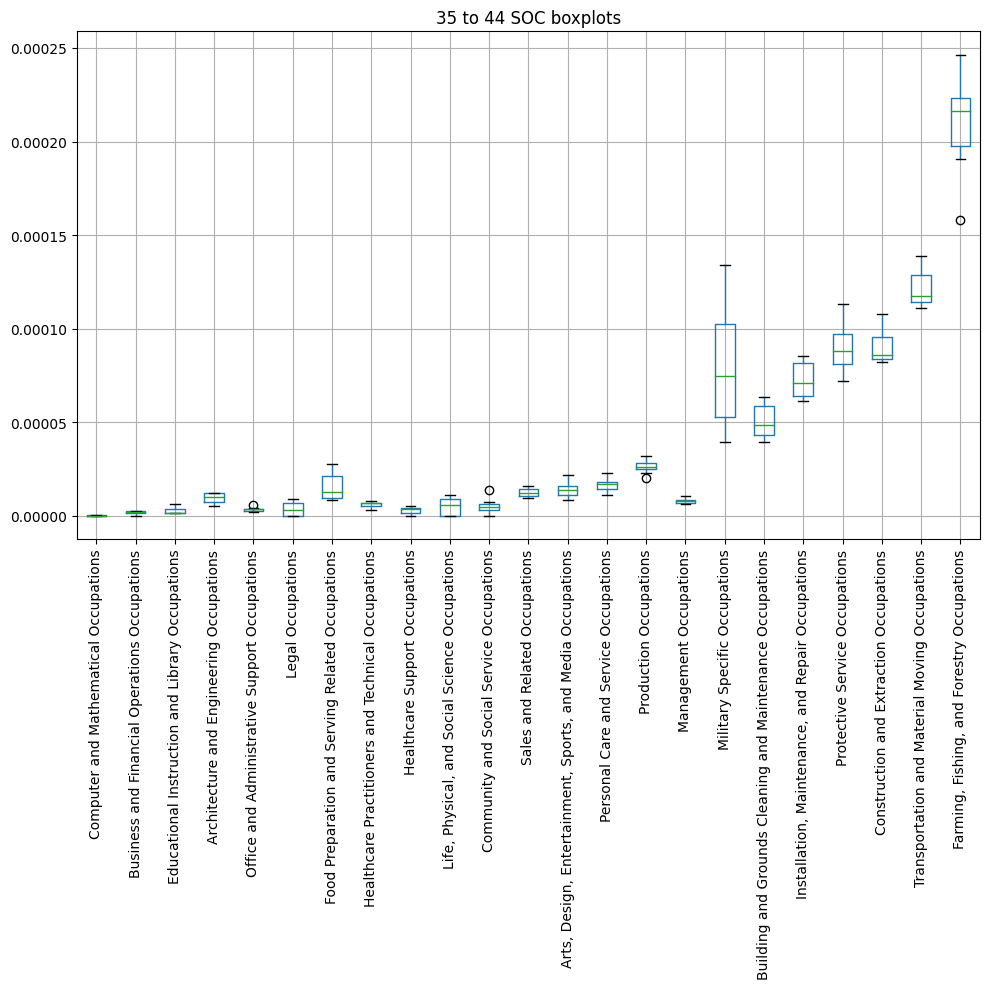 35 to 44 SOC boxplots
0.00025
0.00020
0.00015
0.00010
0.00005
0.00000
Computer and Mathematical Occupations
Business and Financial Operations Occupations
Educational Instruction and Library Occupations
Architecture and Engineering Occupations
Office and Administrative Support Occupations
Legal Occupations
Food Preparation and Serving Related Occupations
Healthcare Practitioners and Technical Occupations
Healthcare Support Occupations
Life, Physical, and Social Science Occupations
Community and Social Service Occupations
Sales and Related Occupations
Arts, Design, Entertainment, Sports, and Media Occupations
Personal Care and Service Occupations
Production Occupations
Management Occupations
Military Specific Occupations
Building and Grounds Cleaning and Maintenance Occupations
Installation, Maintenance, and Repair Occupations
Protective Service Occupations
Construction and Extraction Occupations
Transportation and Material Moving Occupations
Farming, Fishing, and Forestry Occupations